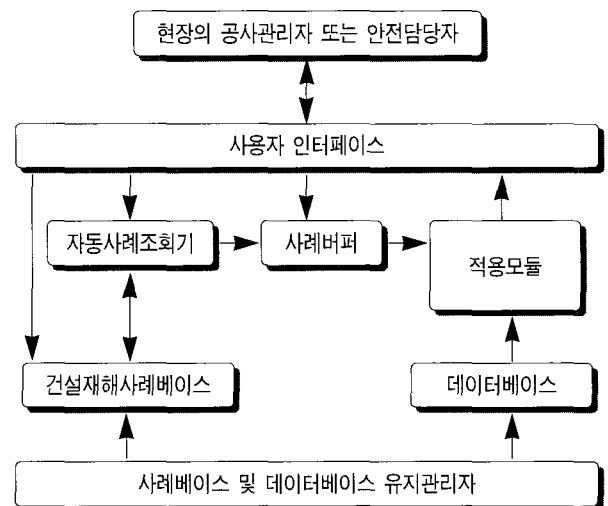 현장의 공사관리자 또는 안전담당자
사용자 인터페이스
자동사례조회기
사례버퍼
적용모듈
건설재해사례베이스
데이터베이스
사례베이스 및 데이터베이스 유지관리자